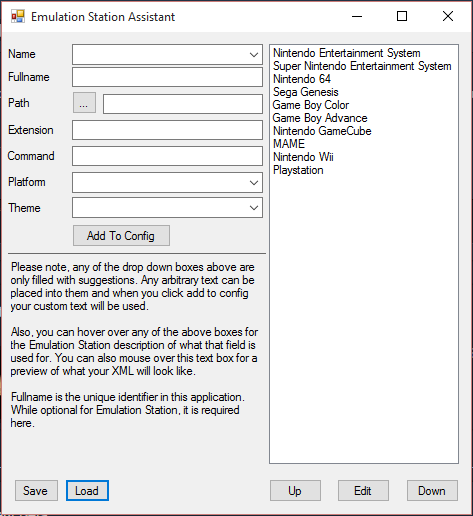 Emulation Station Assistant
Name
Fullname
Path
...
Extension
Command
Platform
Theme
Add To Config
Please note, any of the drop down boxes above are
only filled with suggestions. Any arbitrary text can be
placed into them and when you click add to config
your custom text will be used.
Also, you can hover over any of the above boxes for
the Emulation Station description of what that field is
used for. You can also mouse over this text box for a
preview of what your XML will look like.
Fullname is the unique identifier in this application.
While optional for Emulation Station, it is required
here.
Save
Load
Nintendo Entertainment System
Super Nintendo Entertainment System
Nintendo 64
Sega Genesis
Game Boy Color
Game Boy Advance
Nintendo GameCube
MAME
Nintendo Wii
Playstation
Up
Edit
Down